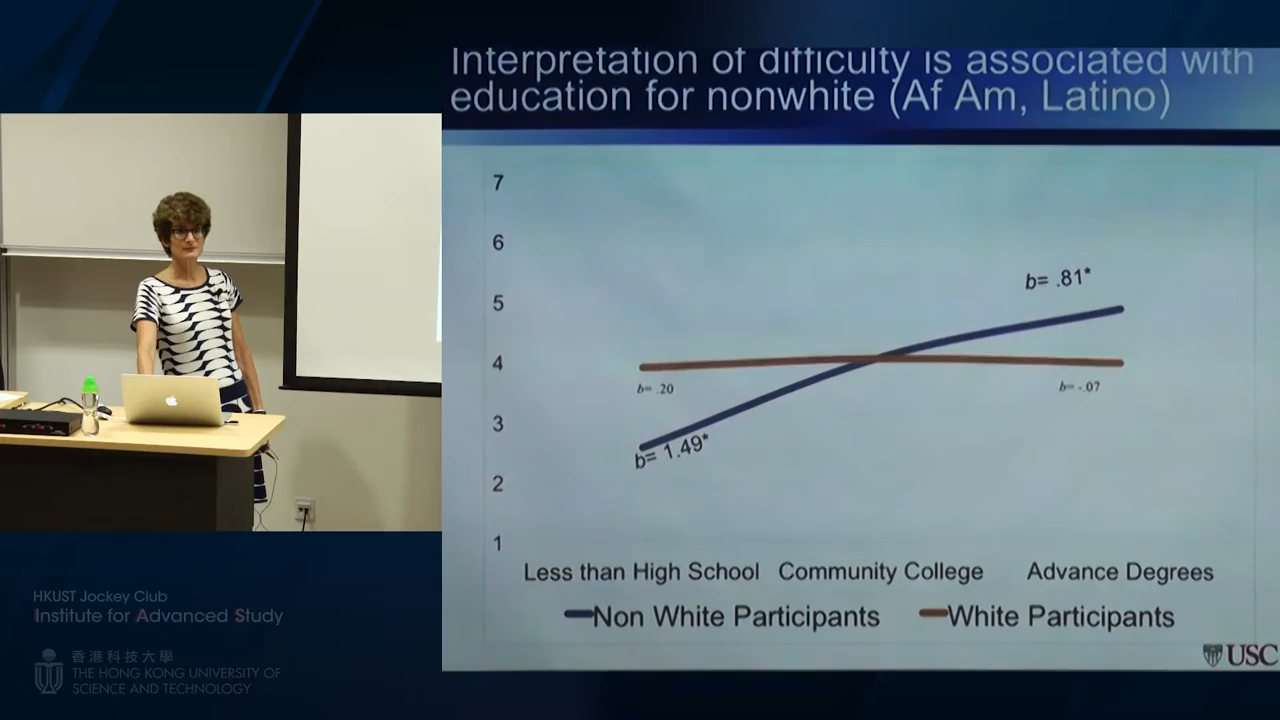 Interpretation of difficulty is associated with
education for nonwhite (Af Am, Latino)
7
6
5
4
3
2
1
b= .81*
b= .20
b= -.07
b= 1.49*
Less than High School Community College Advance Degrees
Non White Participants White Participants
USC
HKUST Jockey Club
Institute for Advanced Study
香港科技大學
THE HONG KONG UNIVERSITY OF
SCIENCE AND TECHNOLOGY